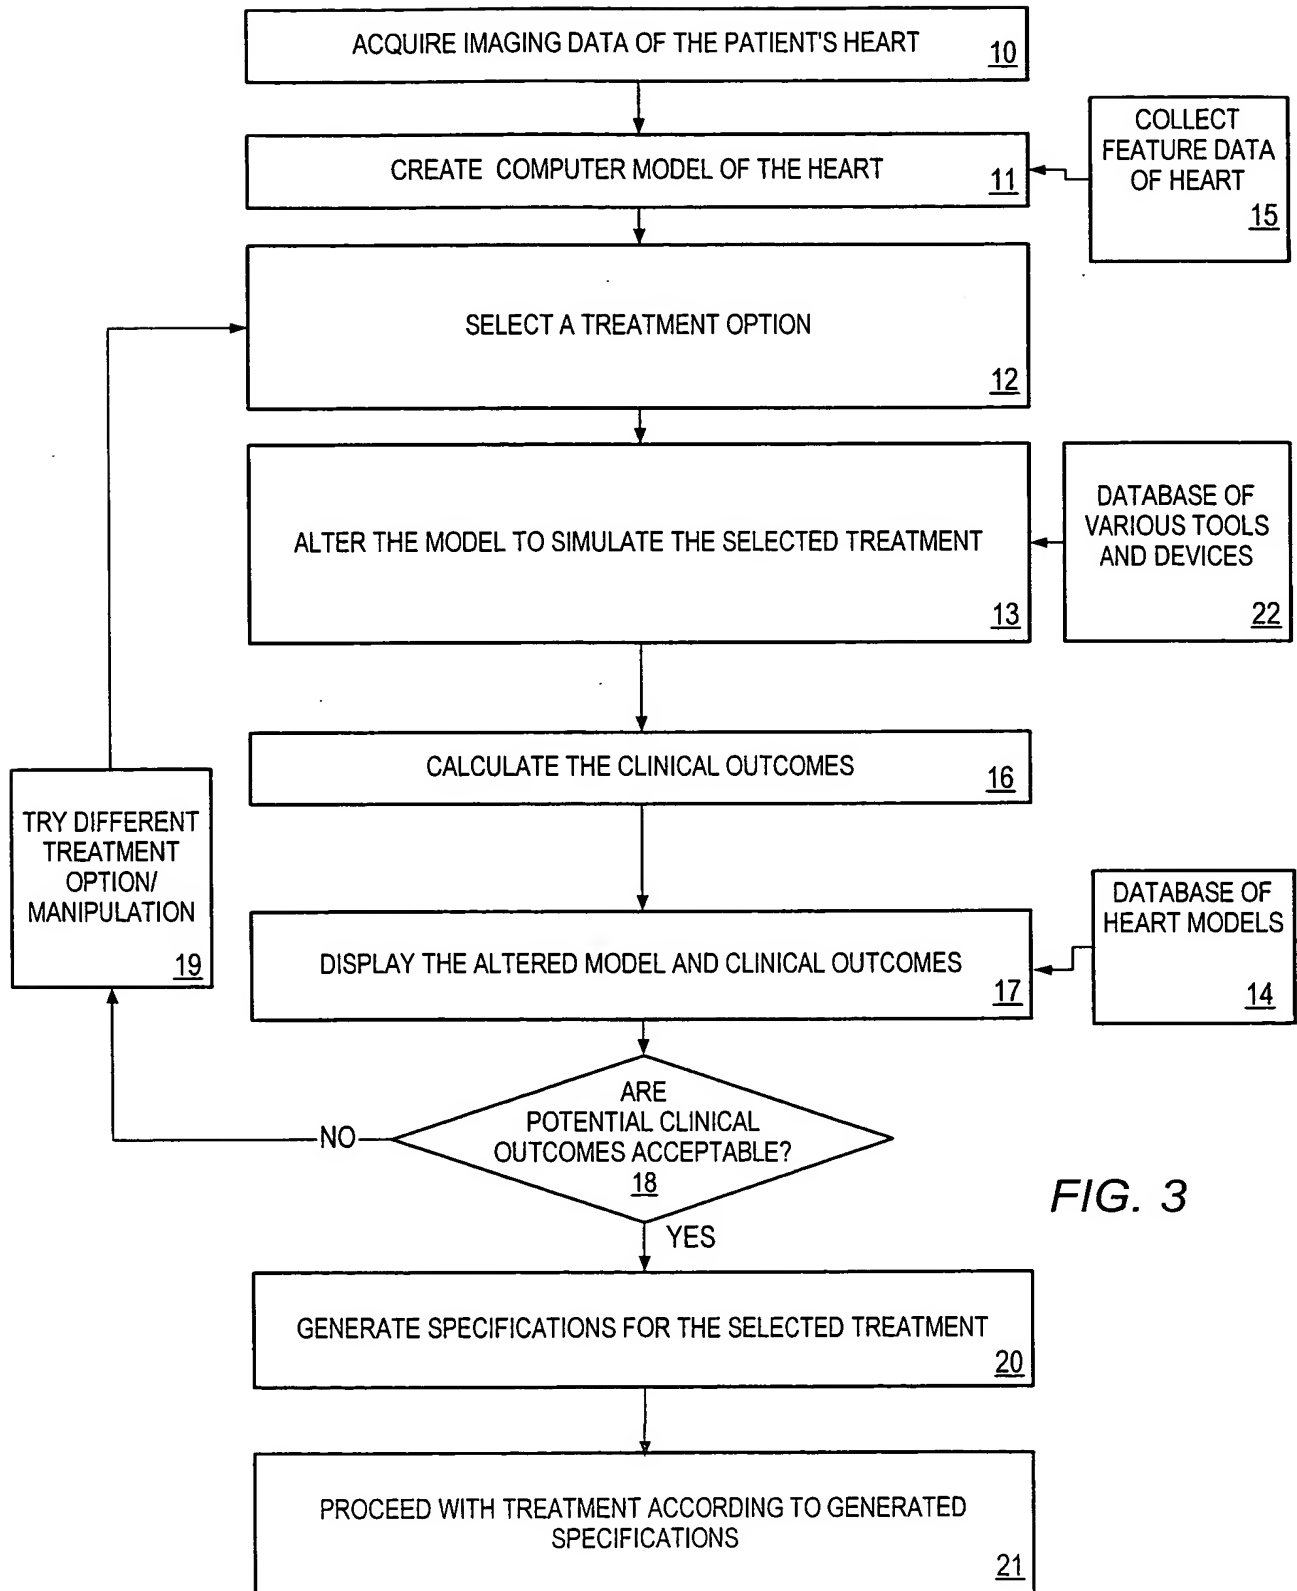 ACQUIRE IMAGING DATA OF THE PATIENT'S HEART
10
CREATE COMPUTER MODEL OF THE HEART
11
COLLECT
FEATURE DATA
OF HEART
15
SELECT A TREATMENT OPTION
12
ALTER THE MODEL TO SIMULATE THE SELECTED TREATMENT
13
DATABASE OF
VARIOUS TOOLS
AND DEVICES
22
CALCULATE THE CLINICAL OUTCOMES
16
TRY DIFFERENT
TREATMENT
OPTION/
MANIPULATION
19
DISPLAY THE ALTERED MODEL AND CLINICAL OUTCOMES
17
DATABASE OF
HEART MODELS
14
ARE
POTENTIAL CLINICAL
OUTCOMES ACCEPTABLE?
18
NO
YES
FIG. 3
GENERATE SPECIFICATIONS FOR THE SELECTED TREATMENT
20
PROCEED WITH TREATMENT ACCORDING TO GENERATED
SPECIFICATIONS
21